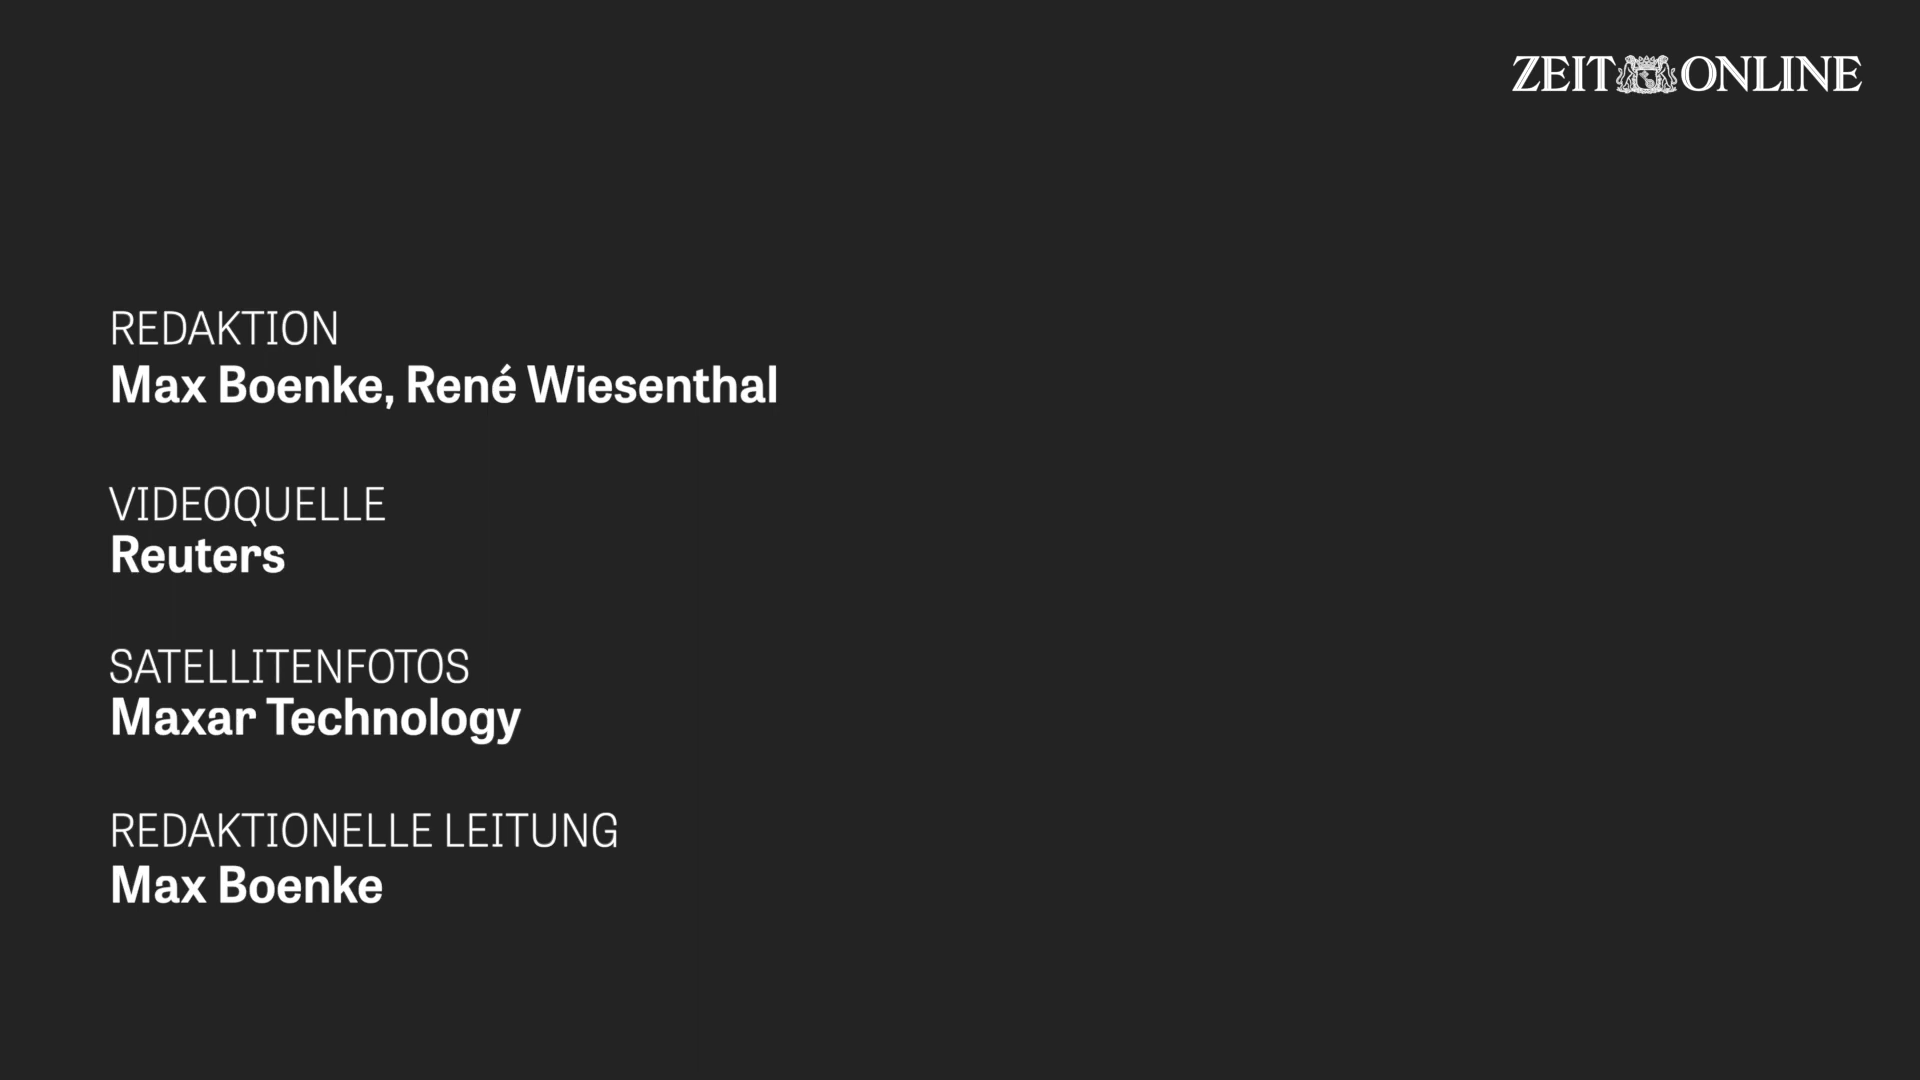 ZEIT ONLINE
REDAKTION
Max Boenke, René Wiesenthal
VIDEOQUELLE
Reuters
SATELLITENFOTOS
Maxar Technology
REDAKTIONELLE LEITUNG
Max Boenke